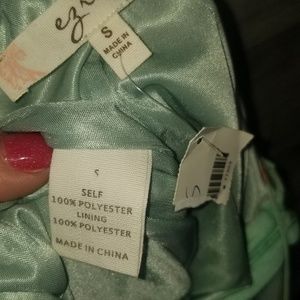 S
MADE IN
CHINA
S
SELF
100% POLYESTER
LINING
100% POLYESTER
MADE IN CHINA
S